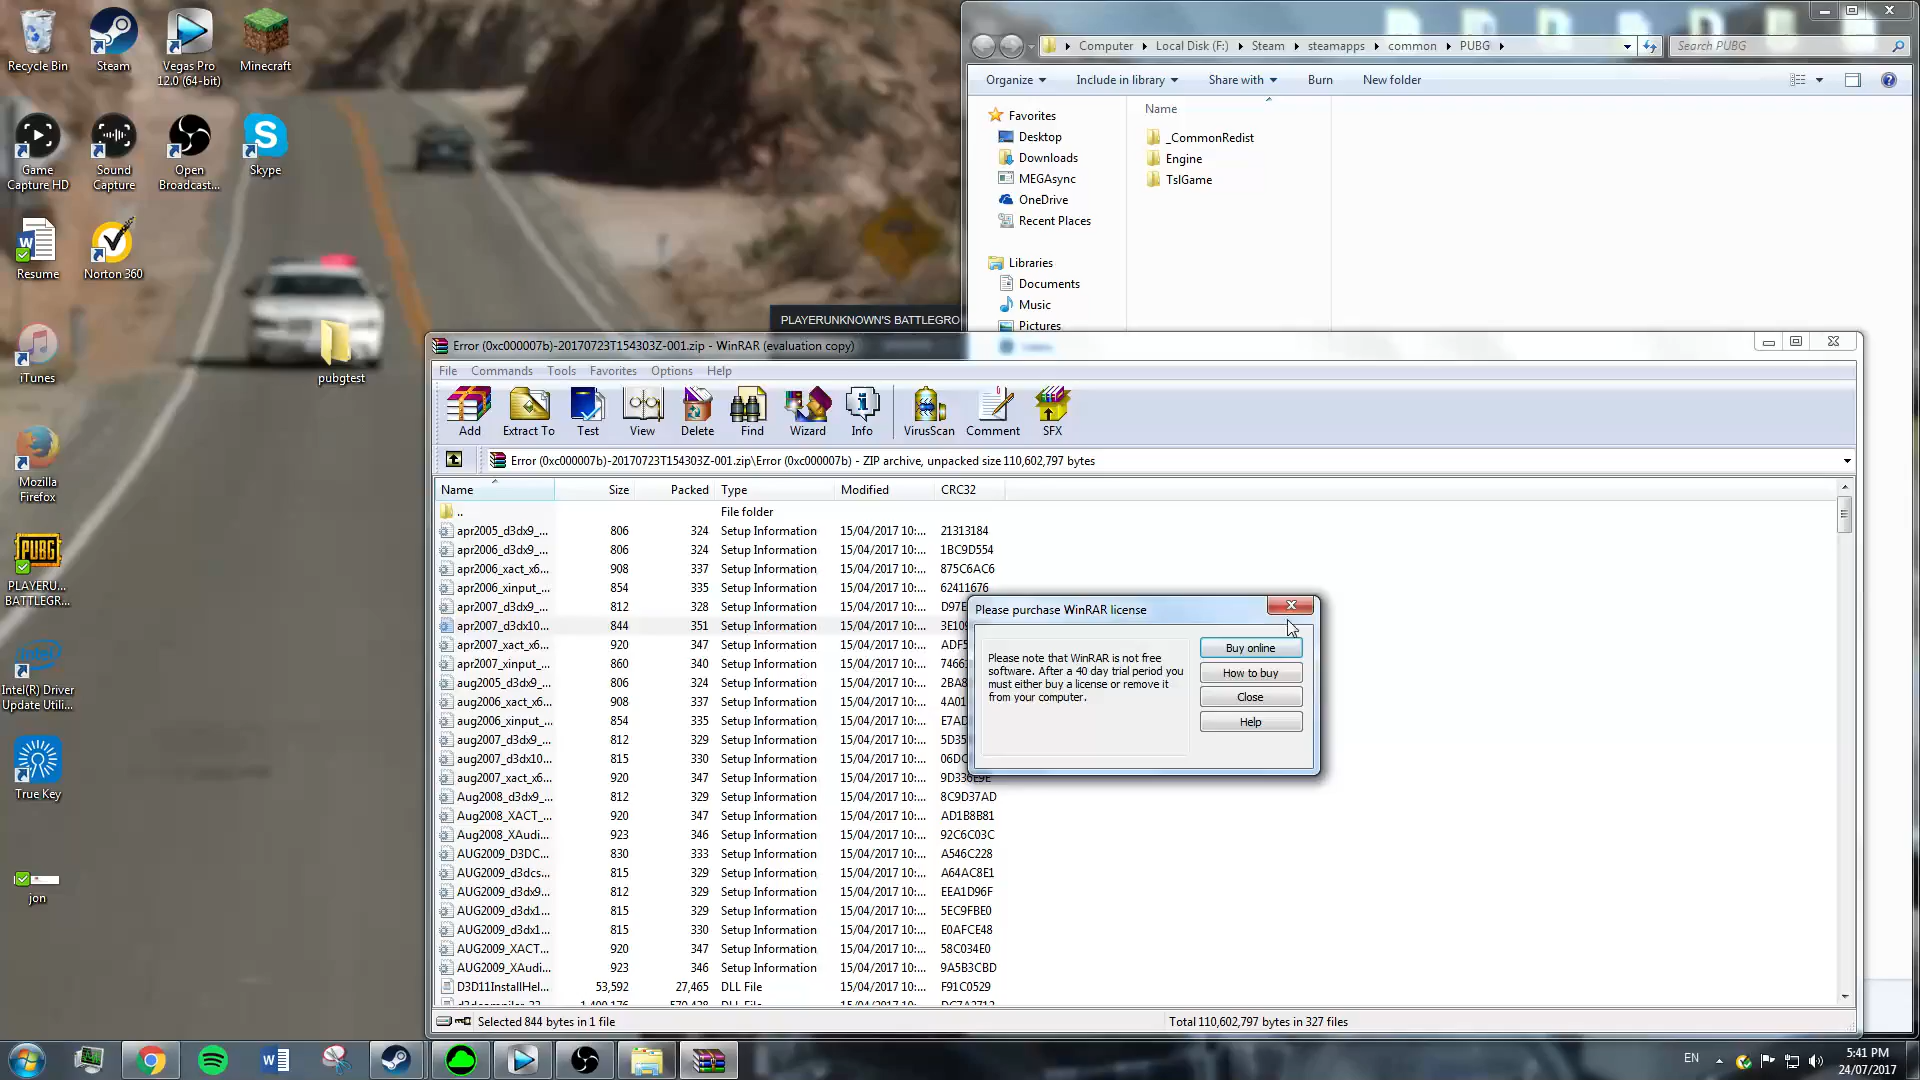 Recycle Bin
Steam
Vegas Pro
12.0 (64-bit)
Minecraft
Game
Capture HD
Sound
Capture
Open
Broadcast...
Skype
Resume
Norton 360
iTunes
pubgtest
Mozilla
Firefox
PUBG
PLAYERU...
BATTLEGR...
Intel(R) Driver
Update Utili...
True Key
jon
Computer
Local Disk (F:)
Steam
steamapps
common
PUBG
Search PUBG
Organize
Include in library
Share with
Burn
New folder
Favorites
Desktop
Downloads
MEGAsync
OneDrive
Recent Places
Libraries
Documents
Music
Pictures
Name
_CommonRedist
Engine
TslGame
PLAYERUNKNOWN'S BATTLEGRO
Error (0xc000007b)-20170723T154303Z-001.zip - WinRAR (evaluation copy)
File Commands Tools Favorites Options Help
Add Extract To Test View Delete Find Wizard Info VirusScan Comment SFX
Error (0xc000007b)-20170723T154303Z-001.zip\Error (0xc000007b) - ZIP archive, unpacked size 110,602,797 bytes
Name Size Packed Type Modified CRC32
.. File folder
apr2005_d3dx9_... 806 324 Setup Information 15/04/2017 10:... 21313184
apr2006_d3dx9_... 806 324 Setup Information 15/04/2017 10:... 1BC9D554
apr2006_xact_x6... 908 337 Setup Information 15/04/2017 10:... 875C6AC6
apr2006_xinput_... 854 335 Setup Information 15/04/2017 10:... 62411676
apr2007_d3dx9_... 812 328 Setup Information 15/04/2017 10:... D97E
apr2007_d3dx10... 844 351 Setup Information 15/04/2017 10:... 3E109
apr2007_xact_x6... 920 347 Setup Information 15/04/2017 10:... ADF5
apr2007_xinput_... 860 340 Setup Information 15/04/2017 10:... 7466
aug2005_d3dx9_... 806 324 Setup Information 15/04/2017 10:... 2BA8
aug2006_xact_x6... 908 337 Setup Information 15/04/2017 10:... 4A01
aug2006_xinput_... 854 335 Setup Information 15/04/2017 10:... E7AD
aug2007_d3dx9_... 812 329 Setup Information 15/04/2017 10:... 5D35
aug2007_d3dx10... 815 330 Setup Information 15/04/2017 10:... 06DC
aug2007_xact_x6... 920 347 Setup Information 15/04/2017 10:... 9D336E9E
Aug2008_d3dx9_... 812 329 Setup Information 15/04/2017 10:... 8C9D37AD
Aug2008_XACT_... 920 347 Setup Information 15/04/2017 10:... AD1B8B81
Aug2008_XAudi... 923 346 Setup Information 15/04/2017 10:... 92C6C03C
AUG2009_D3DC... 830 333 Setup Information 15/04/2017 10:... A546C228
AUG2009_d3dcs... 815 329 Setup Information 15/04/2017 10:... A64AC8E1
AUG2009_d3dx9... 812 329 Setup Information 15/04/2017 10:... EEA1D96F
AUG2009_d3dx1... 815 329 Setup Information 15/04/2017 10:... 5EC9FBE0
AUG2009_d3dx1... 815 330 Setup Information 15/04/2017 10:... E0AFCE48
AUG2009_XACT... 920 347 Setup Information 15/04/2017 10:... 58C034E0
AUG2009_XAudi... 923 346 Setup Information 15/04/2017 10:... 9A5B3CBD
D3D11InstallHel... 53,592 27,465 DLL File 15/04/2017 10:... F91C0529
Please purchase WinRAR license
Please note that WinRAR is not free
software. After a 40 day trial period you
must either buy a license or remove it
from your computer.
Buy online
How to buy
Close
Help
Selected 844 bytes in 1 file
Total 110,602,797 bytes in 327 files
EN
5:41 PM
24/07/2017